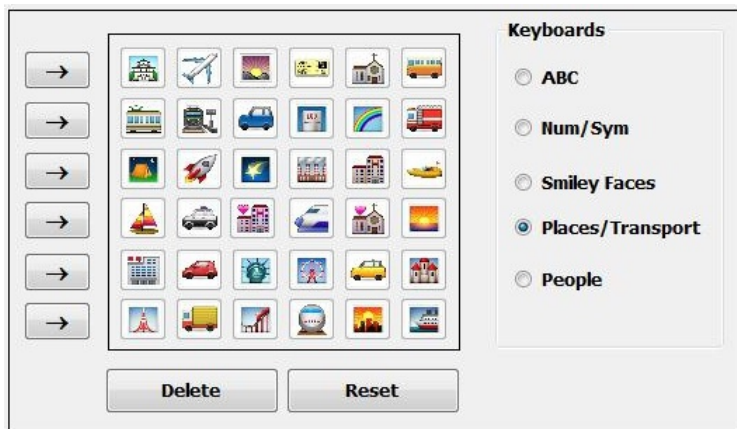 Keyboards
ABC
Num/Sym
Smiley Faces
Places/Transport
People
Delete
Reset